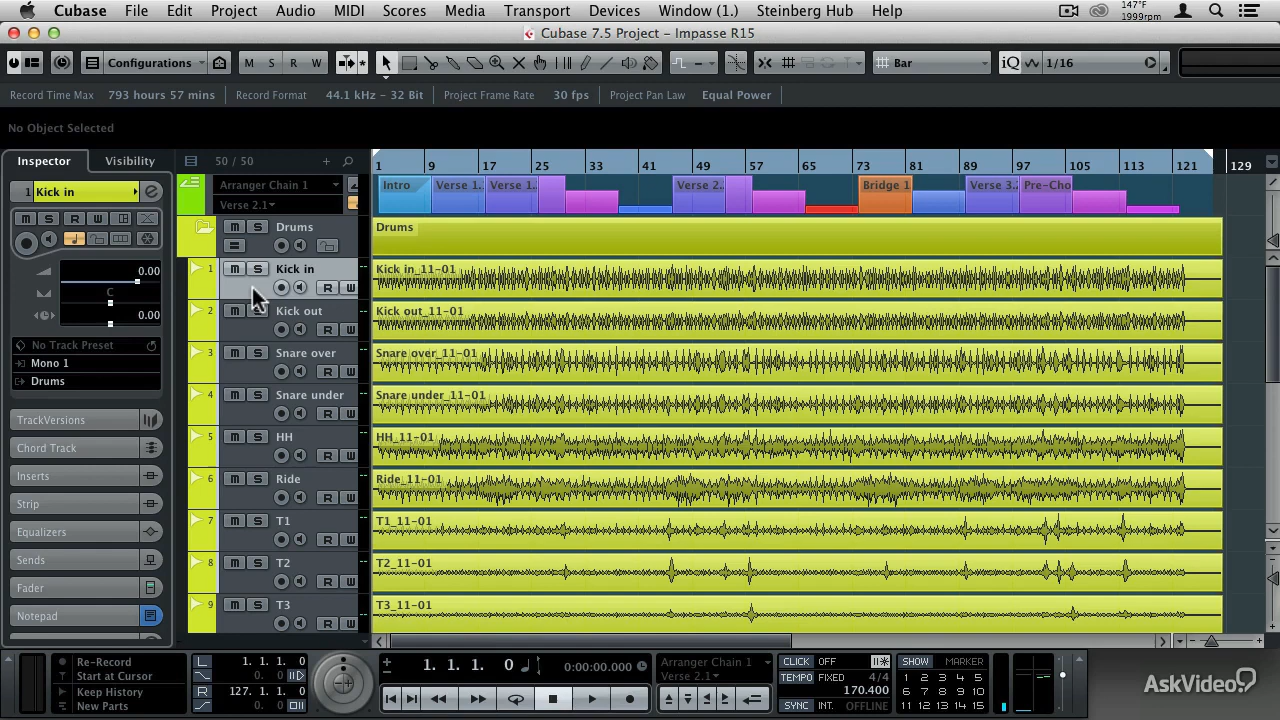 Cubase File Edit Project Audio MIDI Scores Media Transport Devices Window (1.) Steinberg Hub Help 147°F
1999rpm
Cubase 7.5 Project – Impasse R15
Configurations M S R W Bar iQ 1/16
Record Time Max 793 hours 57 mins Record Format 44.1 kHz - 32 Bit Project Frame Rate 30 fps Project Pan Law Equal Power
No Object Selected
Inspector Visibility 50 / 50 1 9 17 25 33 41 49 57 65 73 81 89 97 105 113 121 129
Arranger Chain 1 Intro Verse 1. Verse 1. Verse 2. Bridge 1 Verse 3. Pre-Cho
1 Kick in
Verse 2.1
M S R W
M S Drums Drums
0.00
1 M S Kick in Kick in_11-01
C
R W
0.00
2 M Kick out Kick out_11-01
R W
No Track Preset
3 M S Snare over Snare over_11-01
Mono 1
R W
Drums
4 M S Snare under Snare under_11-01
R W
TrackVersions
5 M S HH HH_11-01
Chord Track
R W
Inserts
6 M S Ride Ride_11-01
R W
Strip
7 M S T1 T1_11-01
Equalizers
R W
Sends
8 M S T2 T2_11-01
R W
Fader
9 M S T3 T3_11-01
Notepad
R W
Re-Record L 1. 1. 1. 0 1. 1. 1. 0 0:00:00.000 Arranger Chain 1 CLICK OFF SHOW MARKER
Start at Cursor 0. 0 Verse 2.1 TEMPO FIXED 4/4 1 2 3 4 5
Keep History R 127. 1. 1. 0 170.400 6 7 8 9 10
New Parts 0. 0 SYNC INT. OFFLINE 11 12 13 14 15
AskVideo